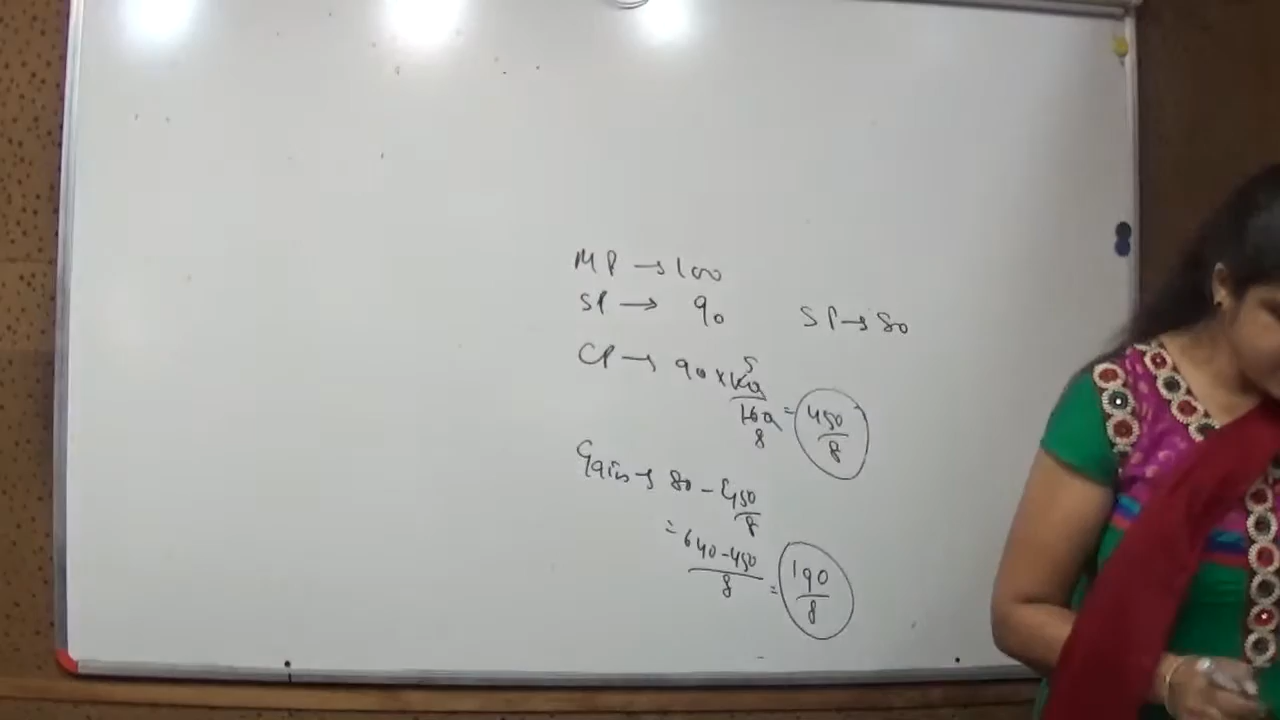 MP → 100
SP → 90
SP → 80
CP → 90 × 100 5 / 160 8 = 450/8
Gain → 80 - 450/8
= 640-450 / 8 = 190/8